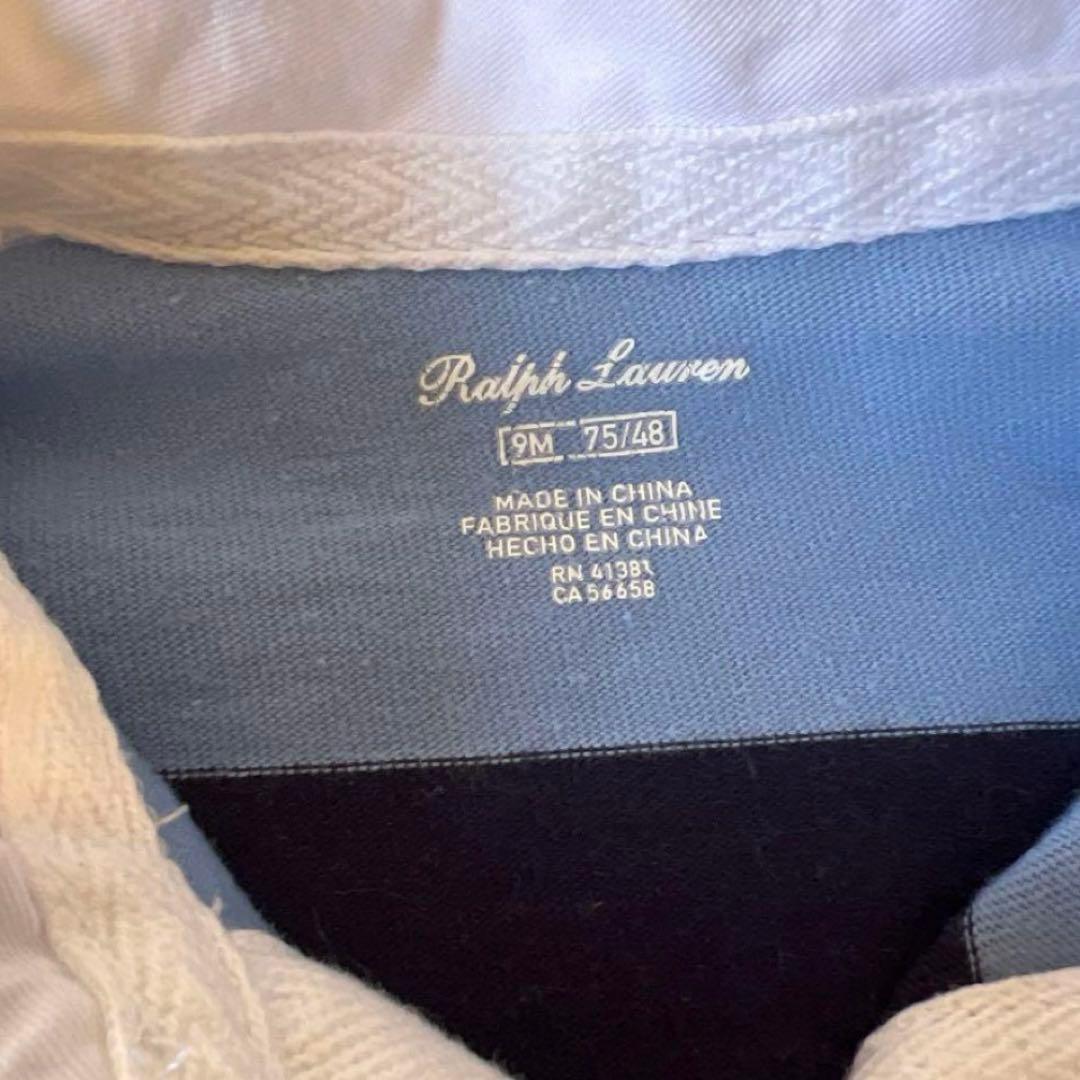 Ralph Lauren
9M 75/48
MADE IN CHINA
FABRIQUE EN CHINE
HECHO EN CHINA
RN 41381
CA 56658